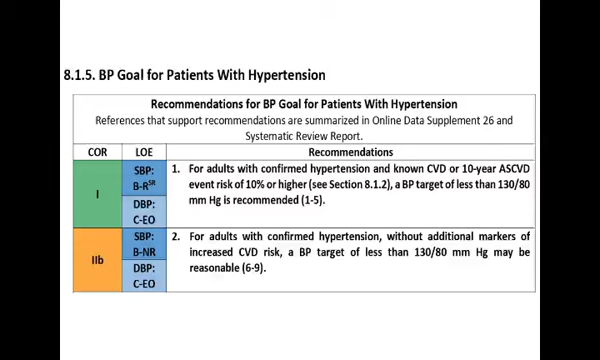 8.1.5. BP Goal for Patients With Hypertension
Recommendations for BP Goal for Patients With Hypertension
References that support recommendations are summarized in Online Data Supplement 26 and
Systematic Review Report.
COR LOE Recommendations
I
SBP:
B-R^SR
DBP:
C-EO
1. For adults with confirmed hypertension and known CVD or 10-year ASCVD
event risk of 10% or higher (see Section 8.1.2), a BP target of less than 130/80
mm Hg is recommended (1-5).
IIb
SBP:
B-NR
DBP:
C-EO
2. For adults with confirmed hypertension, without additional markers of
increased CVD risk, a BP target of less than 130/80 mm Hg may be
reasonable (6-9).